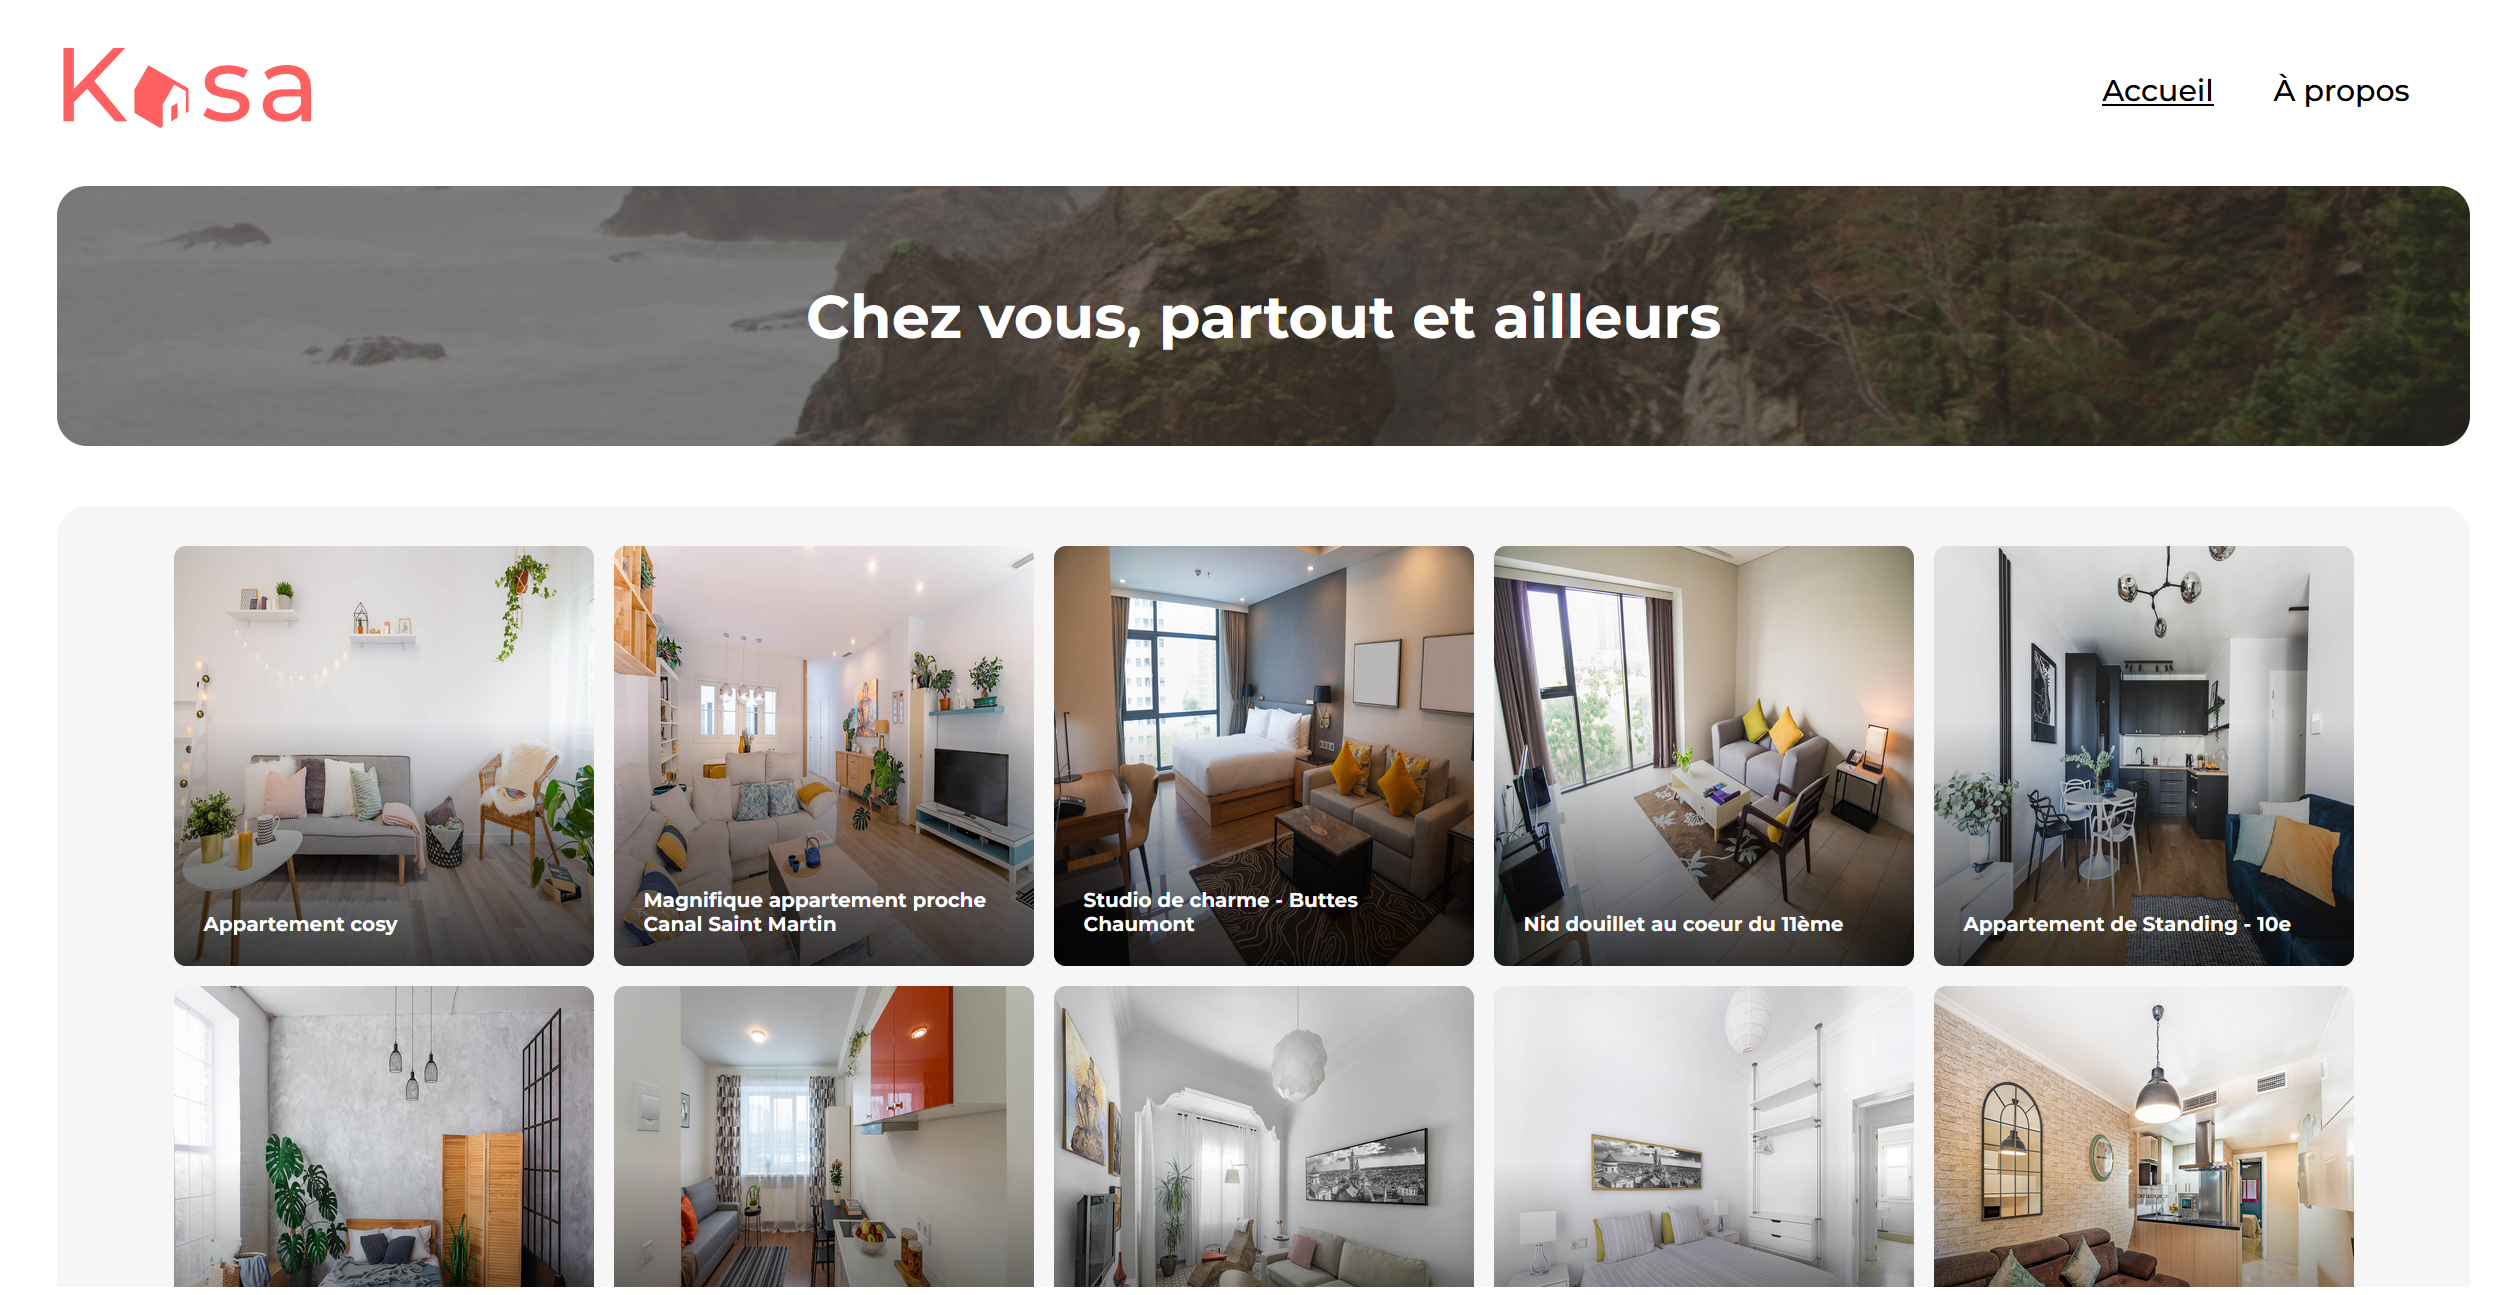 Kasa
Accueil À propos
Chez vous, partout et ailleurs
Appartement cosy
Magnifique appartement proche
Canal Saint Martin
Studio de charme - Buttes
Chaumont
Nid douillet au coeur du 11ème
Appartement de Standing - 10e